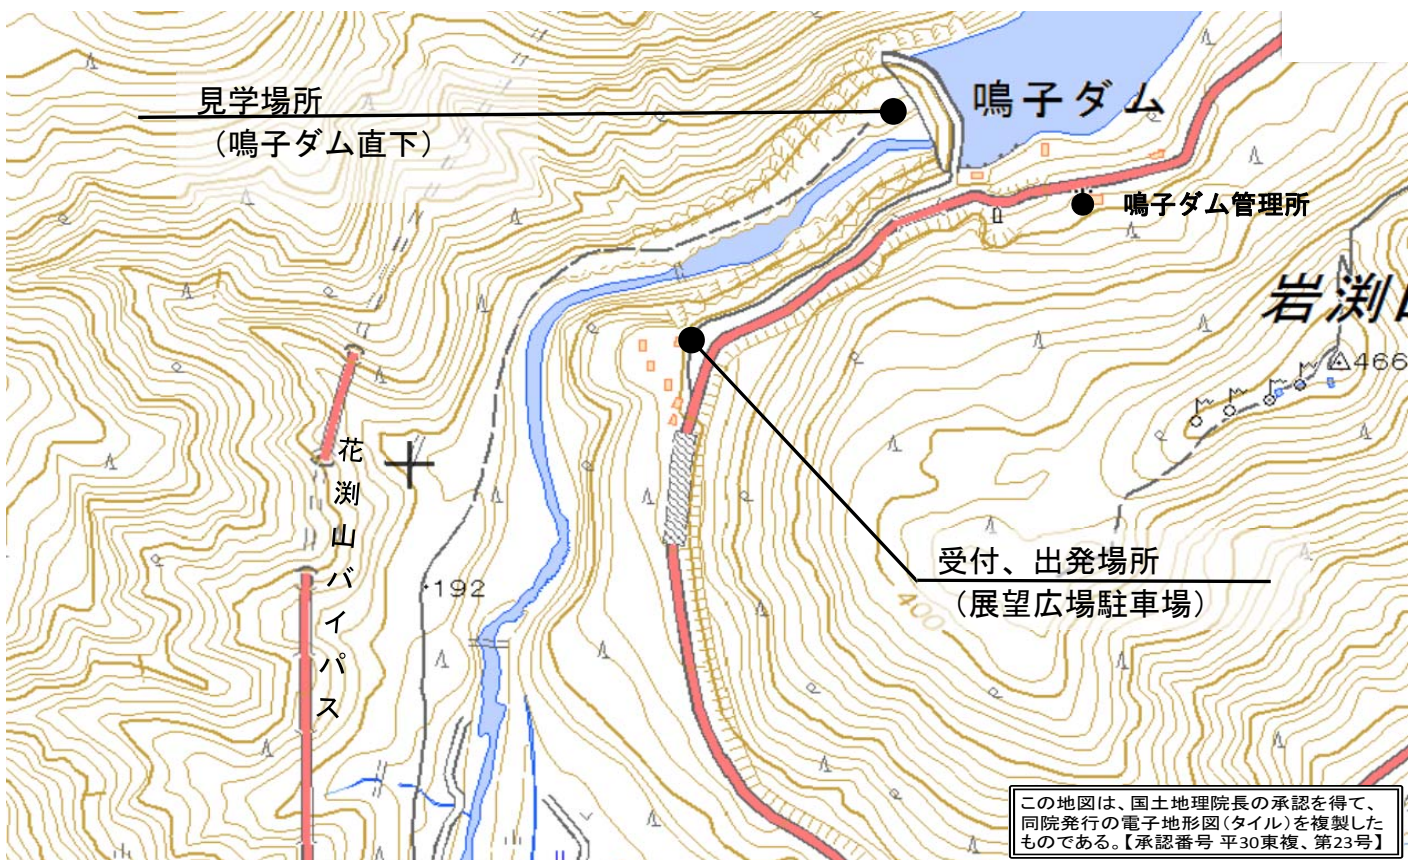 見学場所
（鳴子ダム直下）
鳴子ダム
鳴子ダム管理所
岩渕
466
花渕山バイパス
192
受付、出発場所
（展望広場駐車場）
400
この地図は、国土地理院長の承認を得て、
同院発行の電子地形図（タイル）を複製した
ものである。【承認番号 平30東複、第23号】